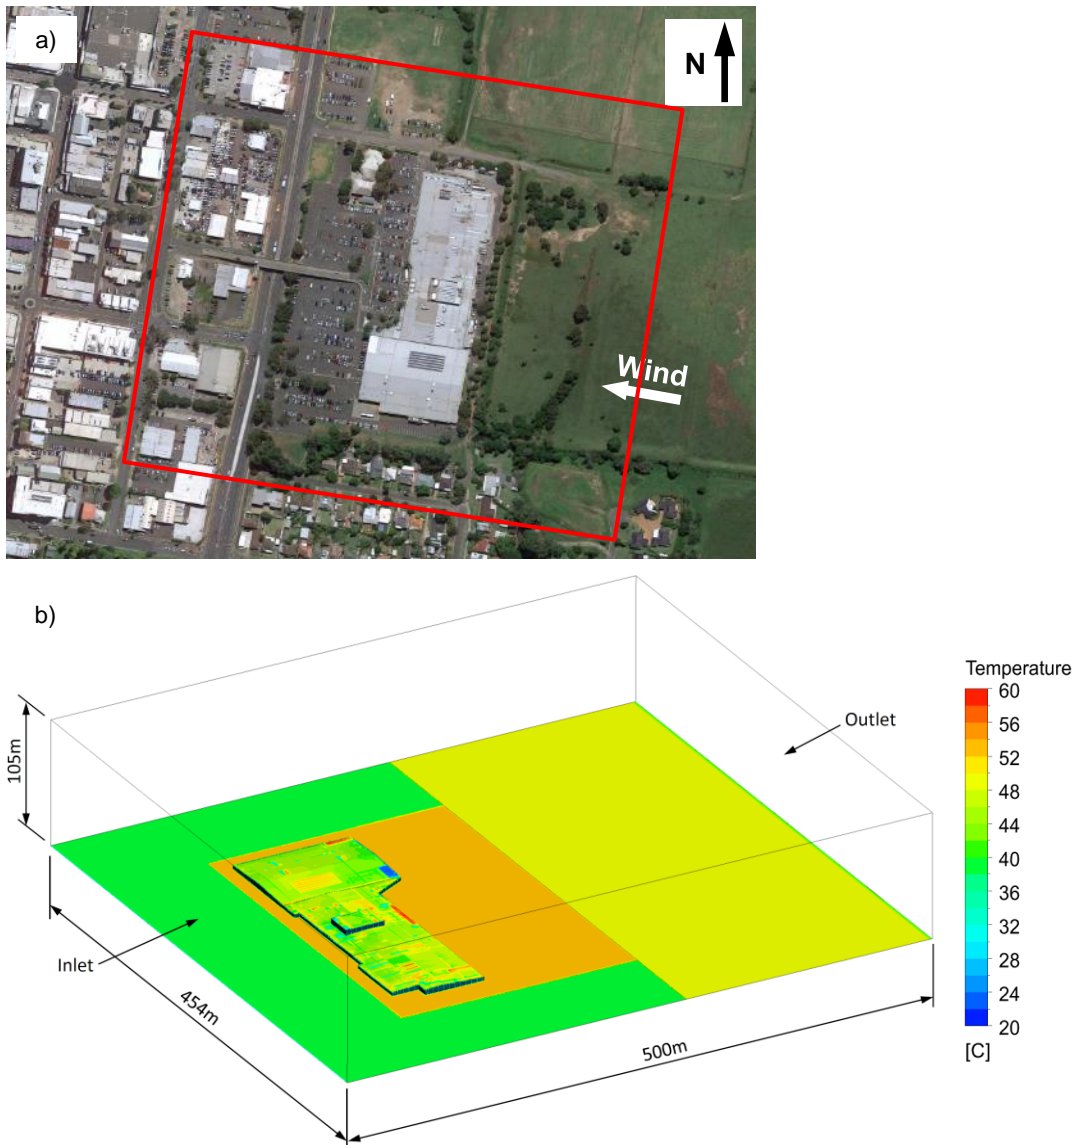 a)
N
Wind
b)
Temperature
60
56
52
48
44
40
36
32
28
24
20
[C]
Outlet
105m
Inlet
454m
500m